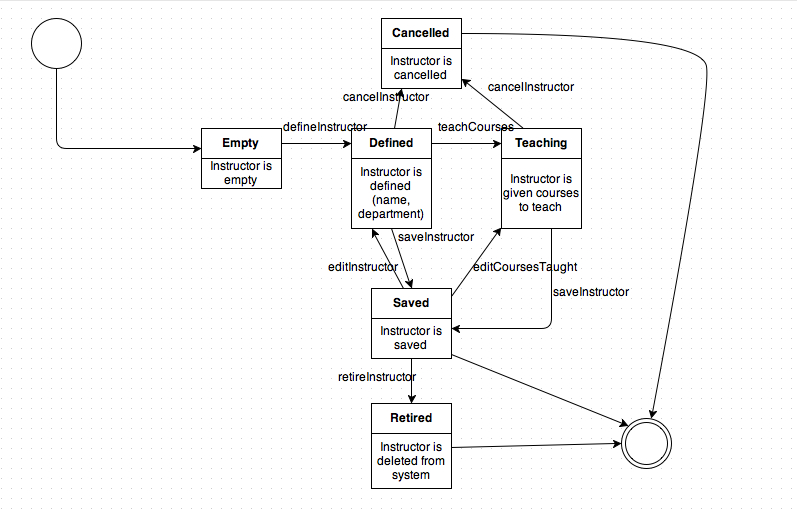 Cancelled
Instructor is
cancelled
cancelInstructor
cancelInstructor
defineInstructor
teachCourses
Empty
Instructor is
empty
Defined
Instructor is
defined
(name,
department)
Teaching
Instructor is
given courses
to teach
saveInstructor
editInstructor
editCoursesTaught
saveInstructor
Saved
Instructor is
saved
retireInstructor
Retired
Instructor is
deleted from
system